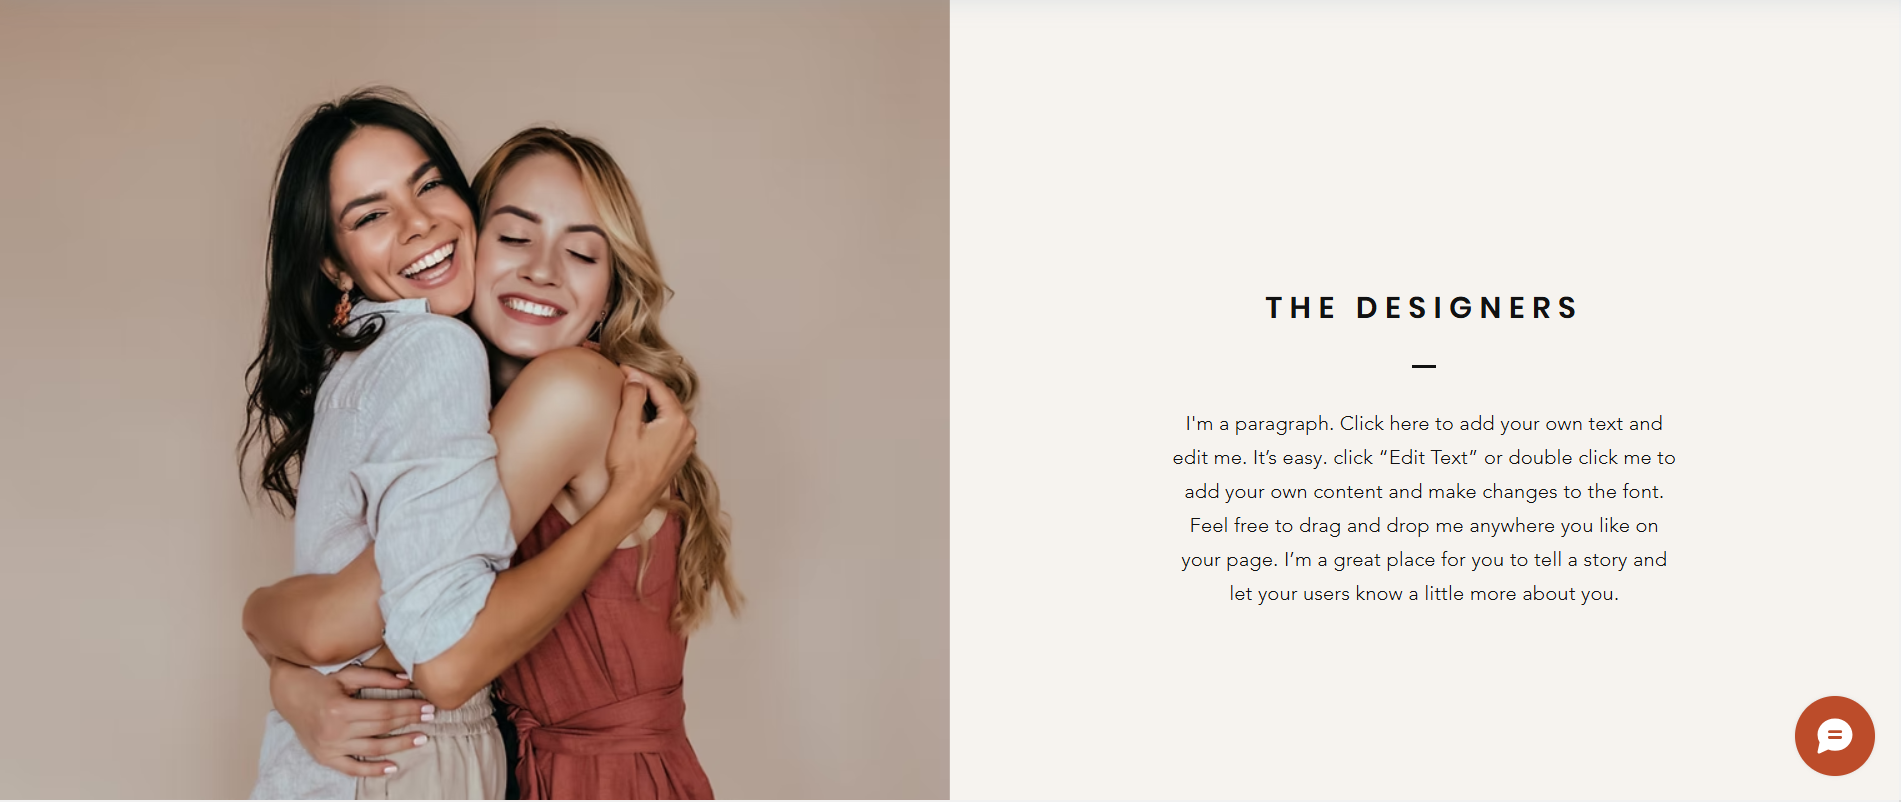 THE DESIGNERS
I'm a paragraph. Click here to add your own text and
edit me. It’s easy. click “Edit Text” or double click me to
add your own content and make changes to the font.
Feel free to drag and drop me anywhere you like on
your page. I’m a great place for you to tell a story and
let your users know a little more about you.